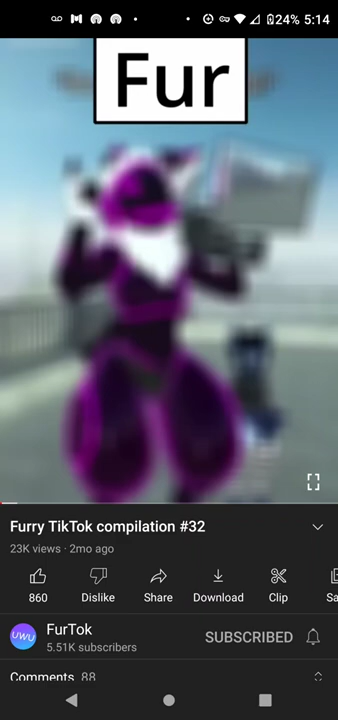 24% 5:14
Fur
Furry TikTok compilation #32
23K views · 2mo ago
860 Dislike Share Download Clip Sa
UWU
FurTok
5.51K subscribers
SUBSCRIBED
Comments 88